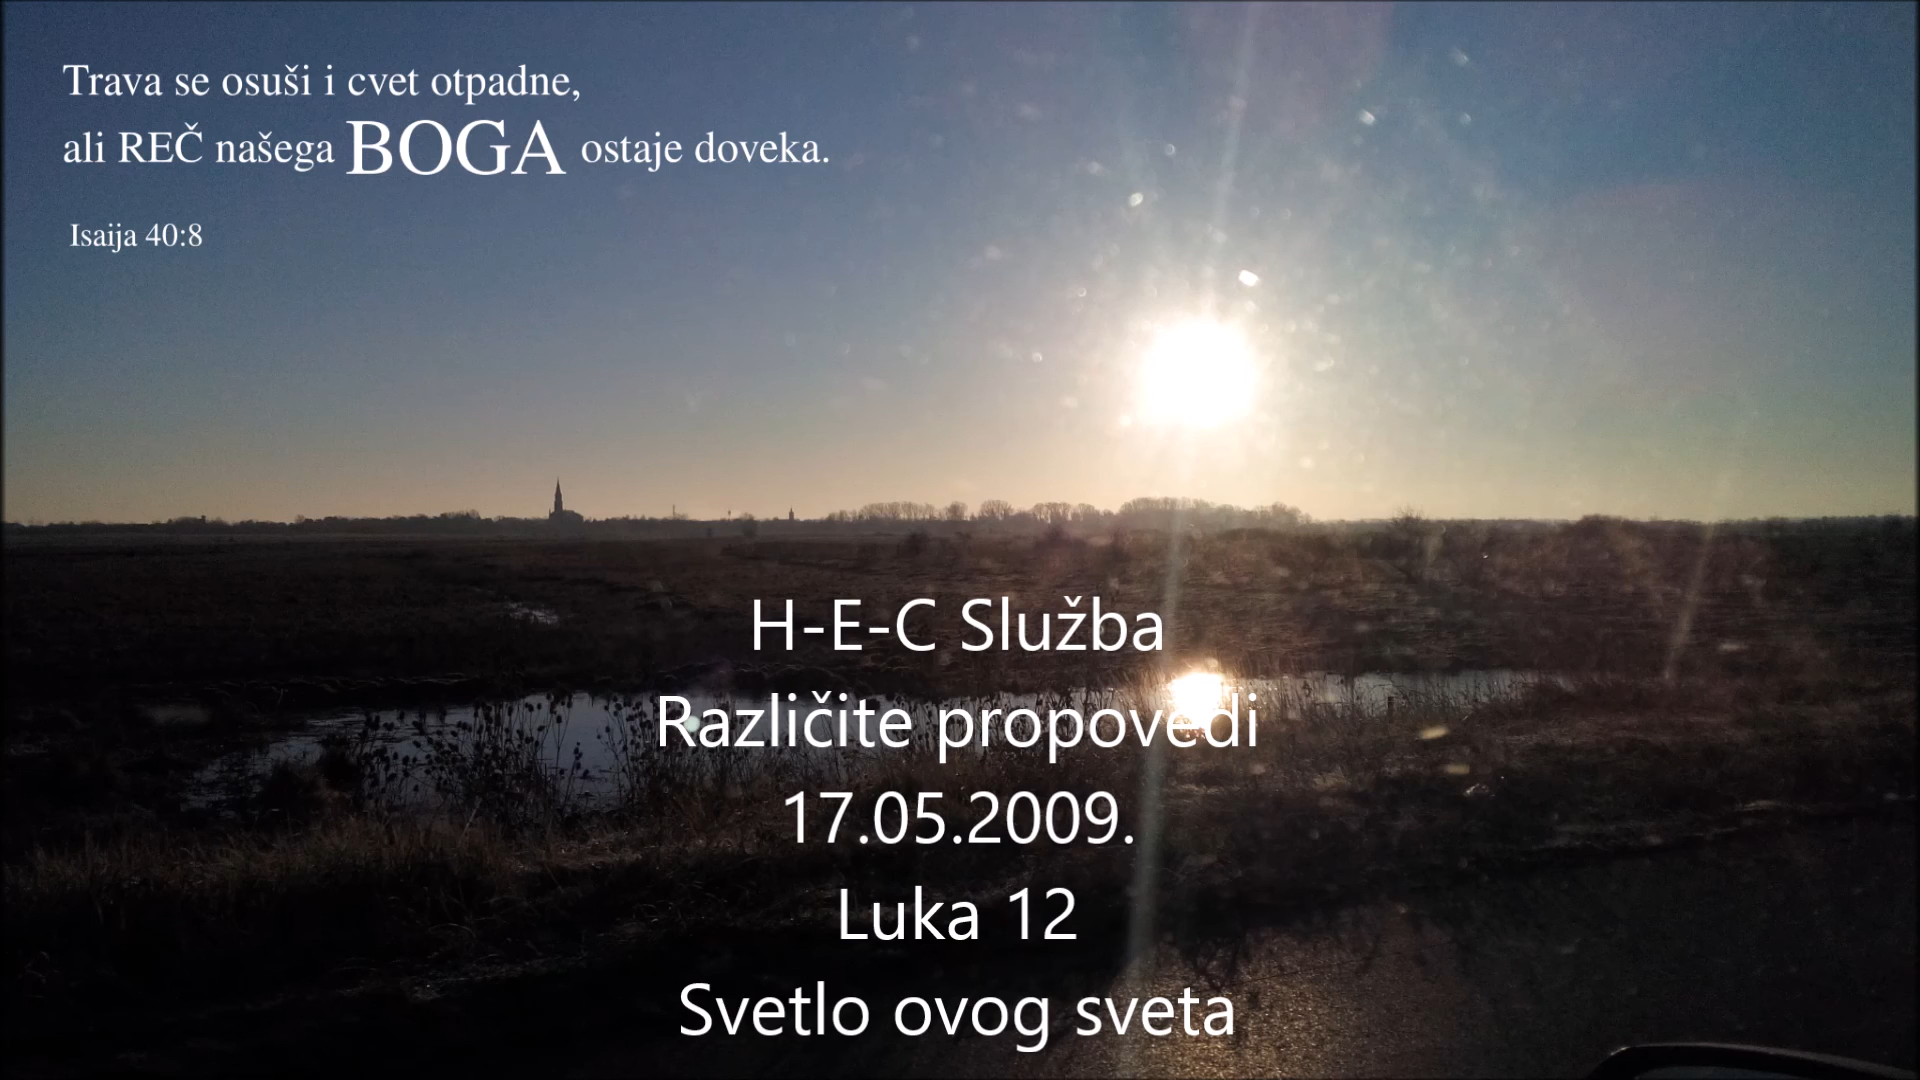 Trava se osuši i cvet otpadne,
ali REČ našega BOGA ostaje doveka.
Isaija 40:8
H-E-C Služba
Različite propovedi
17.05.2009.
Luka 12
Svetlo ovog sveta